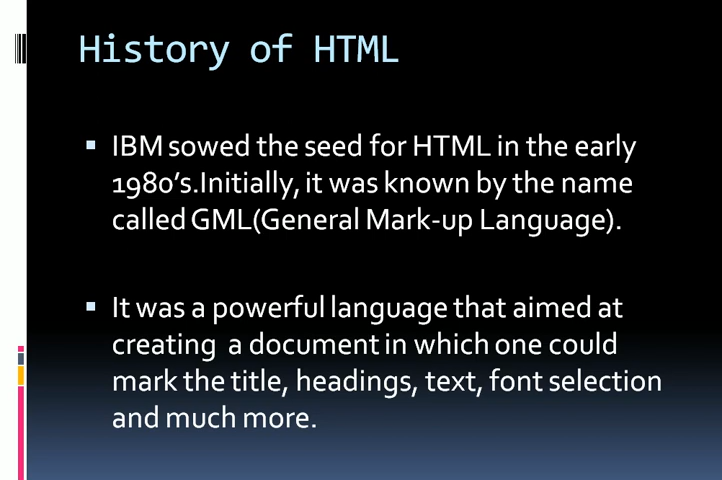 History of HTML
IBM sowed the seed for HTML in the early
1980's.Initially, it was known by the name
called GML(General Mark-up Language).
It was a powerful language that aimed at
creating  a document in which one could
mark the title, headings, text, font selection
and much more.